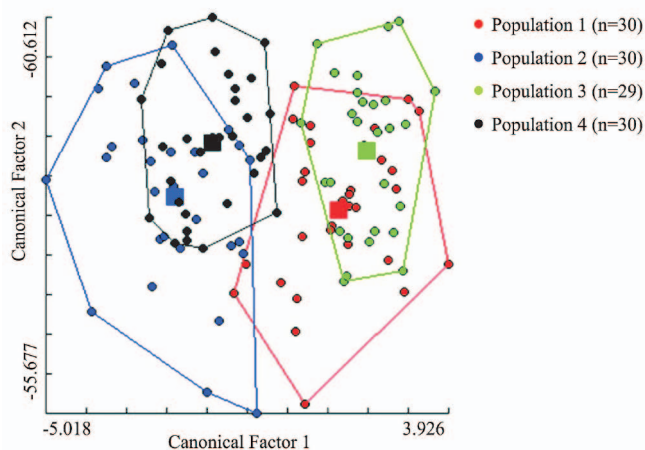 Population 1 (n=30)
Population 2 (n=30)
Population 3 (n=29)
Population 4 (n=30)
-60.612
Canonical Factor 2
-55.677
-5.018
3.926
Canonical Factor 1